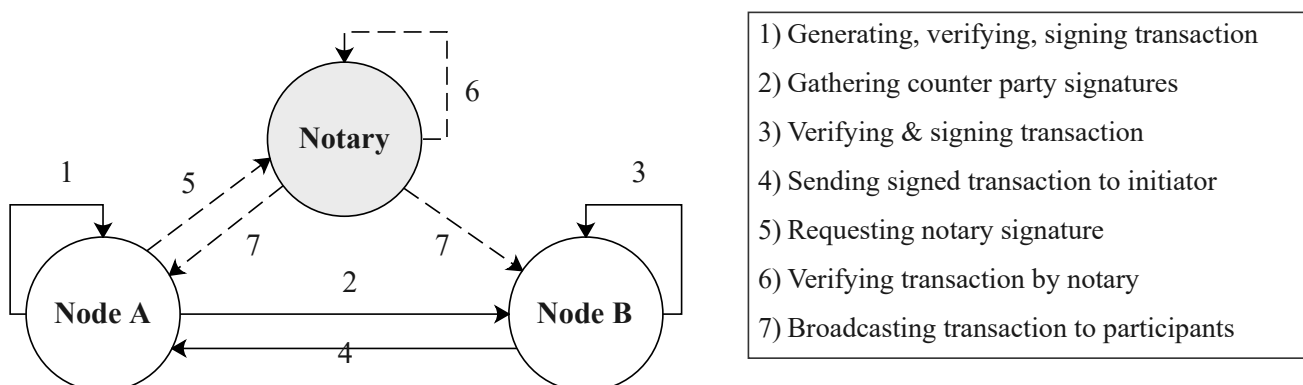 6
Notary
1
5
3
7
7
2
Node A
Node B
4
1) Generating, verifying, signing transaction
2) Gathering counter party signatures
3) Verifying & signing transaction
4) Sending signed transaction to initiator
5) Requesting notary signature
6) Verifying transaction by notary
7) Broadcasting transaction to participants